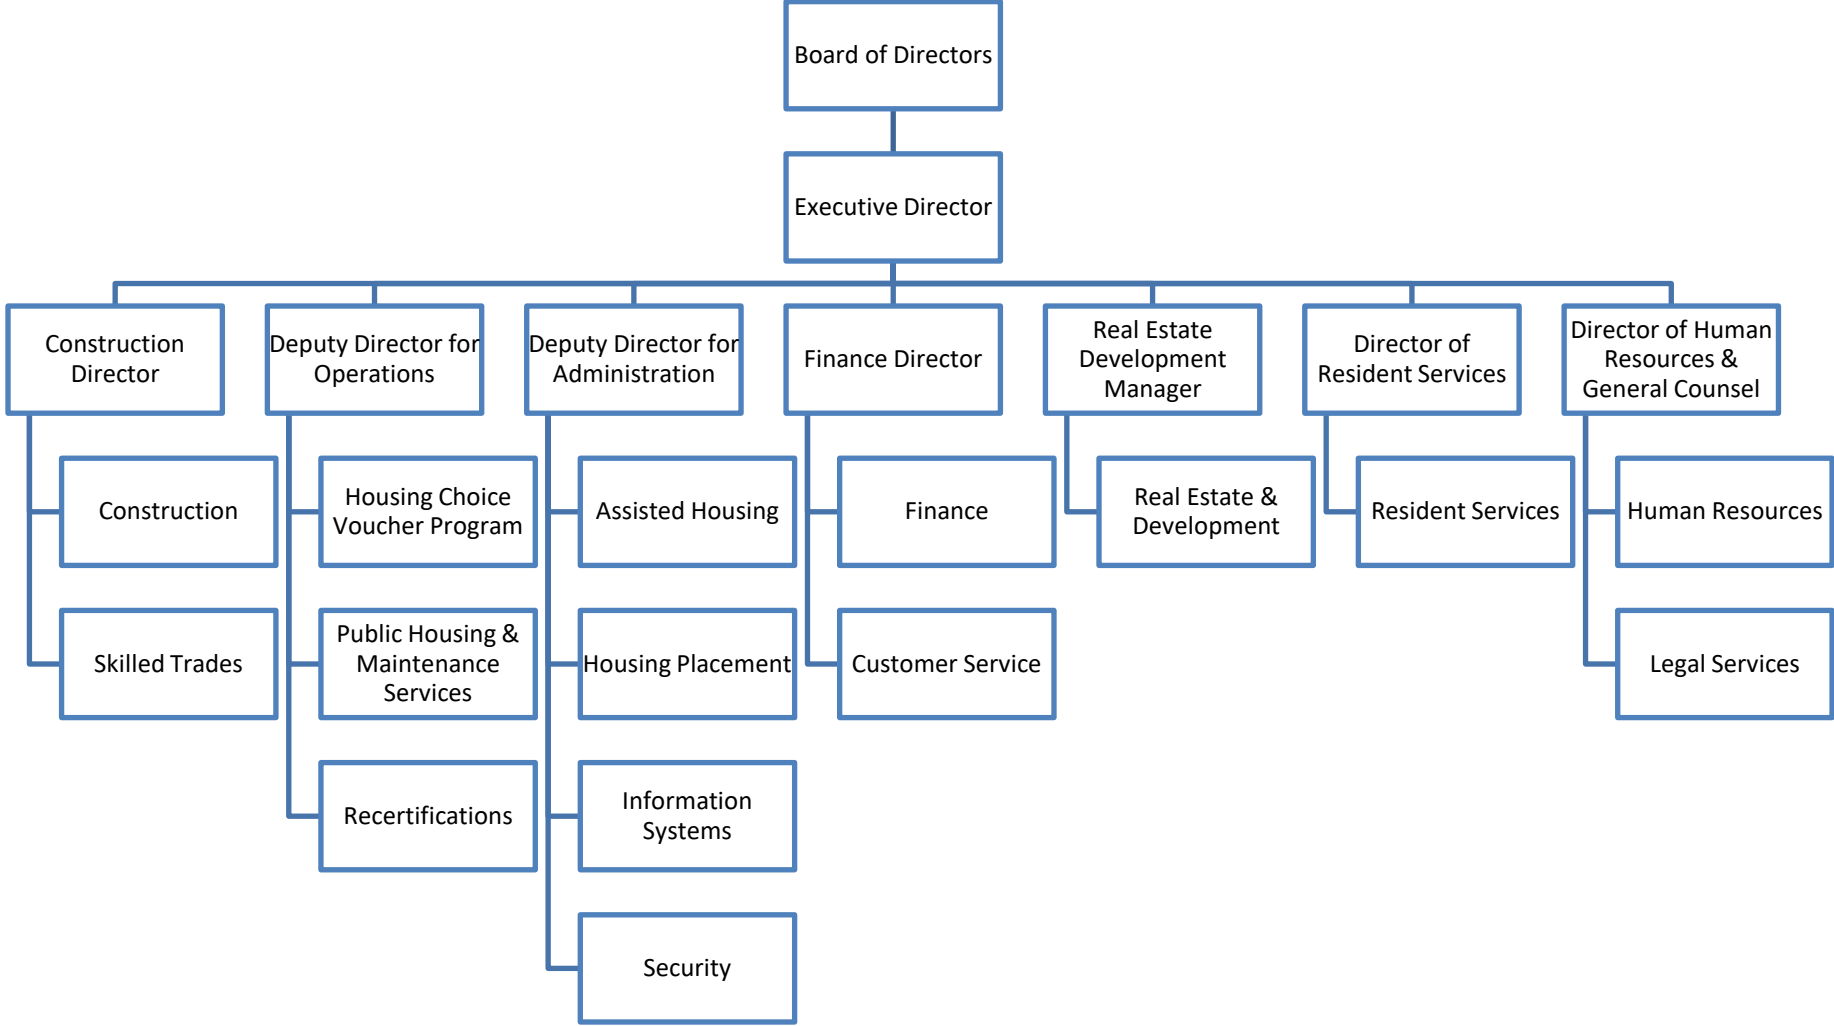 Board of Directors
Executive Director
Construction
Director
Deputy Director for
Operations
Deputy Director for
Administration
Finance Director
Real Estate
Development
Manager
Director of
Resident Services
Director of Human
Resources &
General Counsel
Construction
Housing Choice
Voucher Program
Assisted Housing
Finance
Real Estate &
Development
Resident Services
Human Resources
Skilled Trades
Public Housing &
Maintenance
Services
Housing Placement
Customer Service
Legal Services
Recertifications
Information
Systems
Security